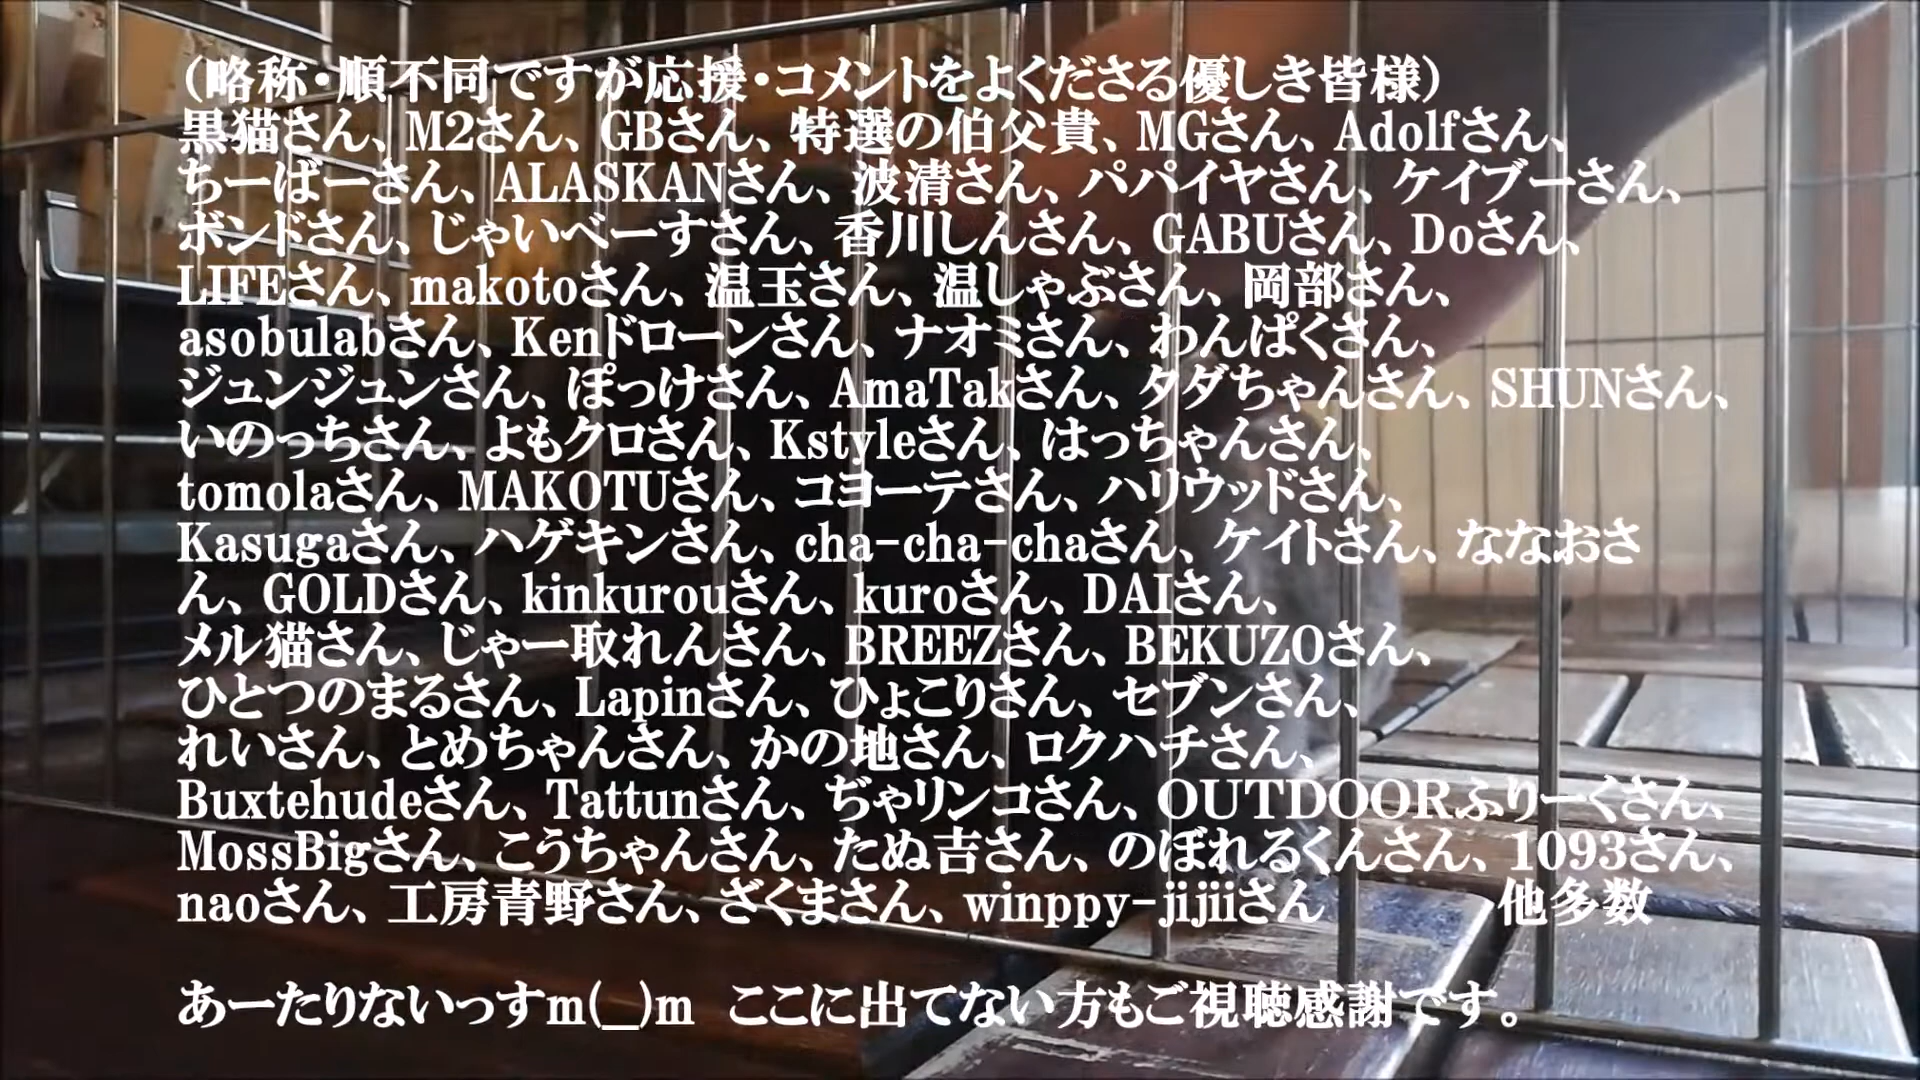 （略称・順不同ですが応援・コメントをよくださる優しき皆様）
黒猫さん、M2さん、GBさん、特選の伯父貴、MGさん、Adolfさん、
ちーばーさん、ALASKANさん、波清さん、パパイヤさん、ケイブーさん、
ボンドさん、じゃいべーすさん、香川しんさん、GABUさん、Doさん、
LIFEさん、makotoさん、温玉さん、温しゃぶさん、岡部さん、
asobulabさん、Kenドローンさん、ナオミさん、わんぱくさん、
ジュンジュンさん、ぽっけさん、AmaTakさん、タダちゃんさん、SHUNさん、
いのっちさん、よもクロさん、Kstyleさん、はっちゃんさん、
tomolaさん、MAKOTUさん、コヨーテさん、ハリウッドさん、
Kasugaさん、ハゲキンさん、cha-cha-chaさん、ケイトさん、ななおさ
ん、GOLDさん、kinkurouさん、kuroさん、DAIさん、
メル猫さん、じゃー取れんさん、BREEZさん、BEKUZOさん、
ひとつのまるさん、Lapinさん、ひょこりさん、セブンさん、
れいさん、とめちゃんさん、かの地さん、ロクハチさん、
Buxtehudeさん、Tattunさん、ぢゃリンコさん、OUTDOORふりーくさん、
MossBigさん、こうちゃんさん、たぬ吉さん、のぼれるくんさん、1093さん、
naoさん、工房青野さん、ざくまさん、winppy-jijiiさん　　　他多数
あーたりないっすm(_)m　ここに出てない方もご視聴感謝です。